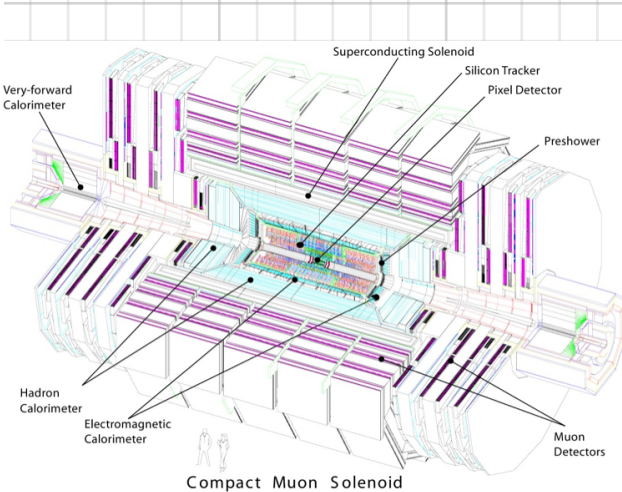 Superconducting Solenoid
Silicon Tracker
Pixel Detector
Very-forward
Calorimeter
Preshower
Hadron
Calorimeter
Electromagnetic
Calorimeter
Muon
Detectors
Compact Muon Solenoid